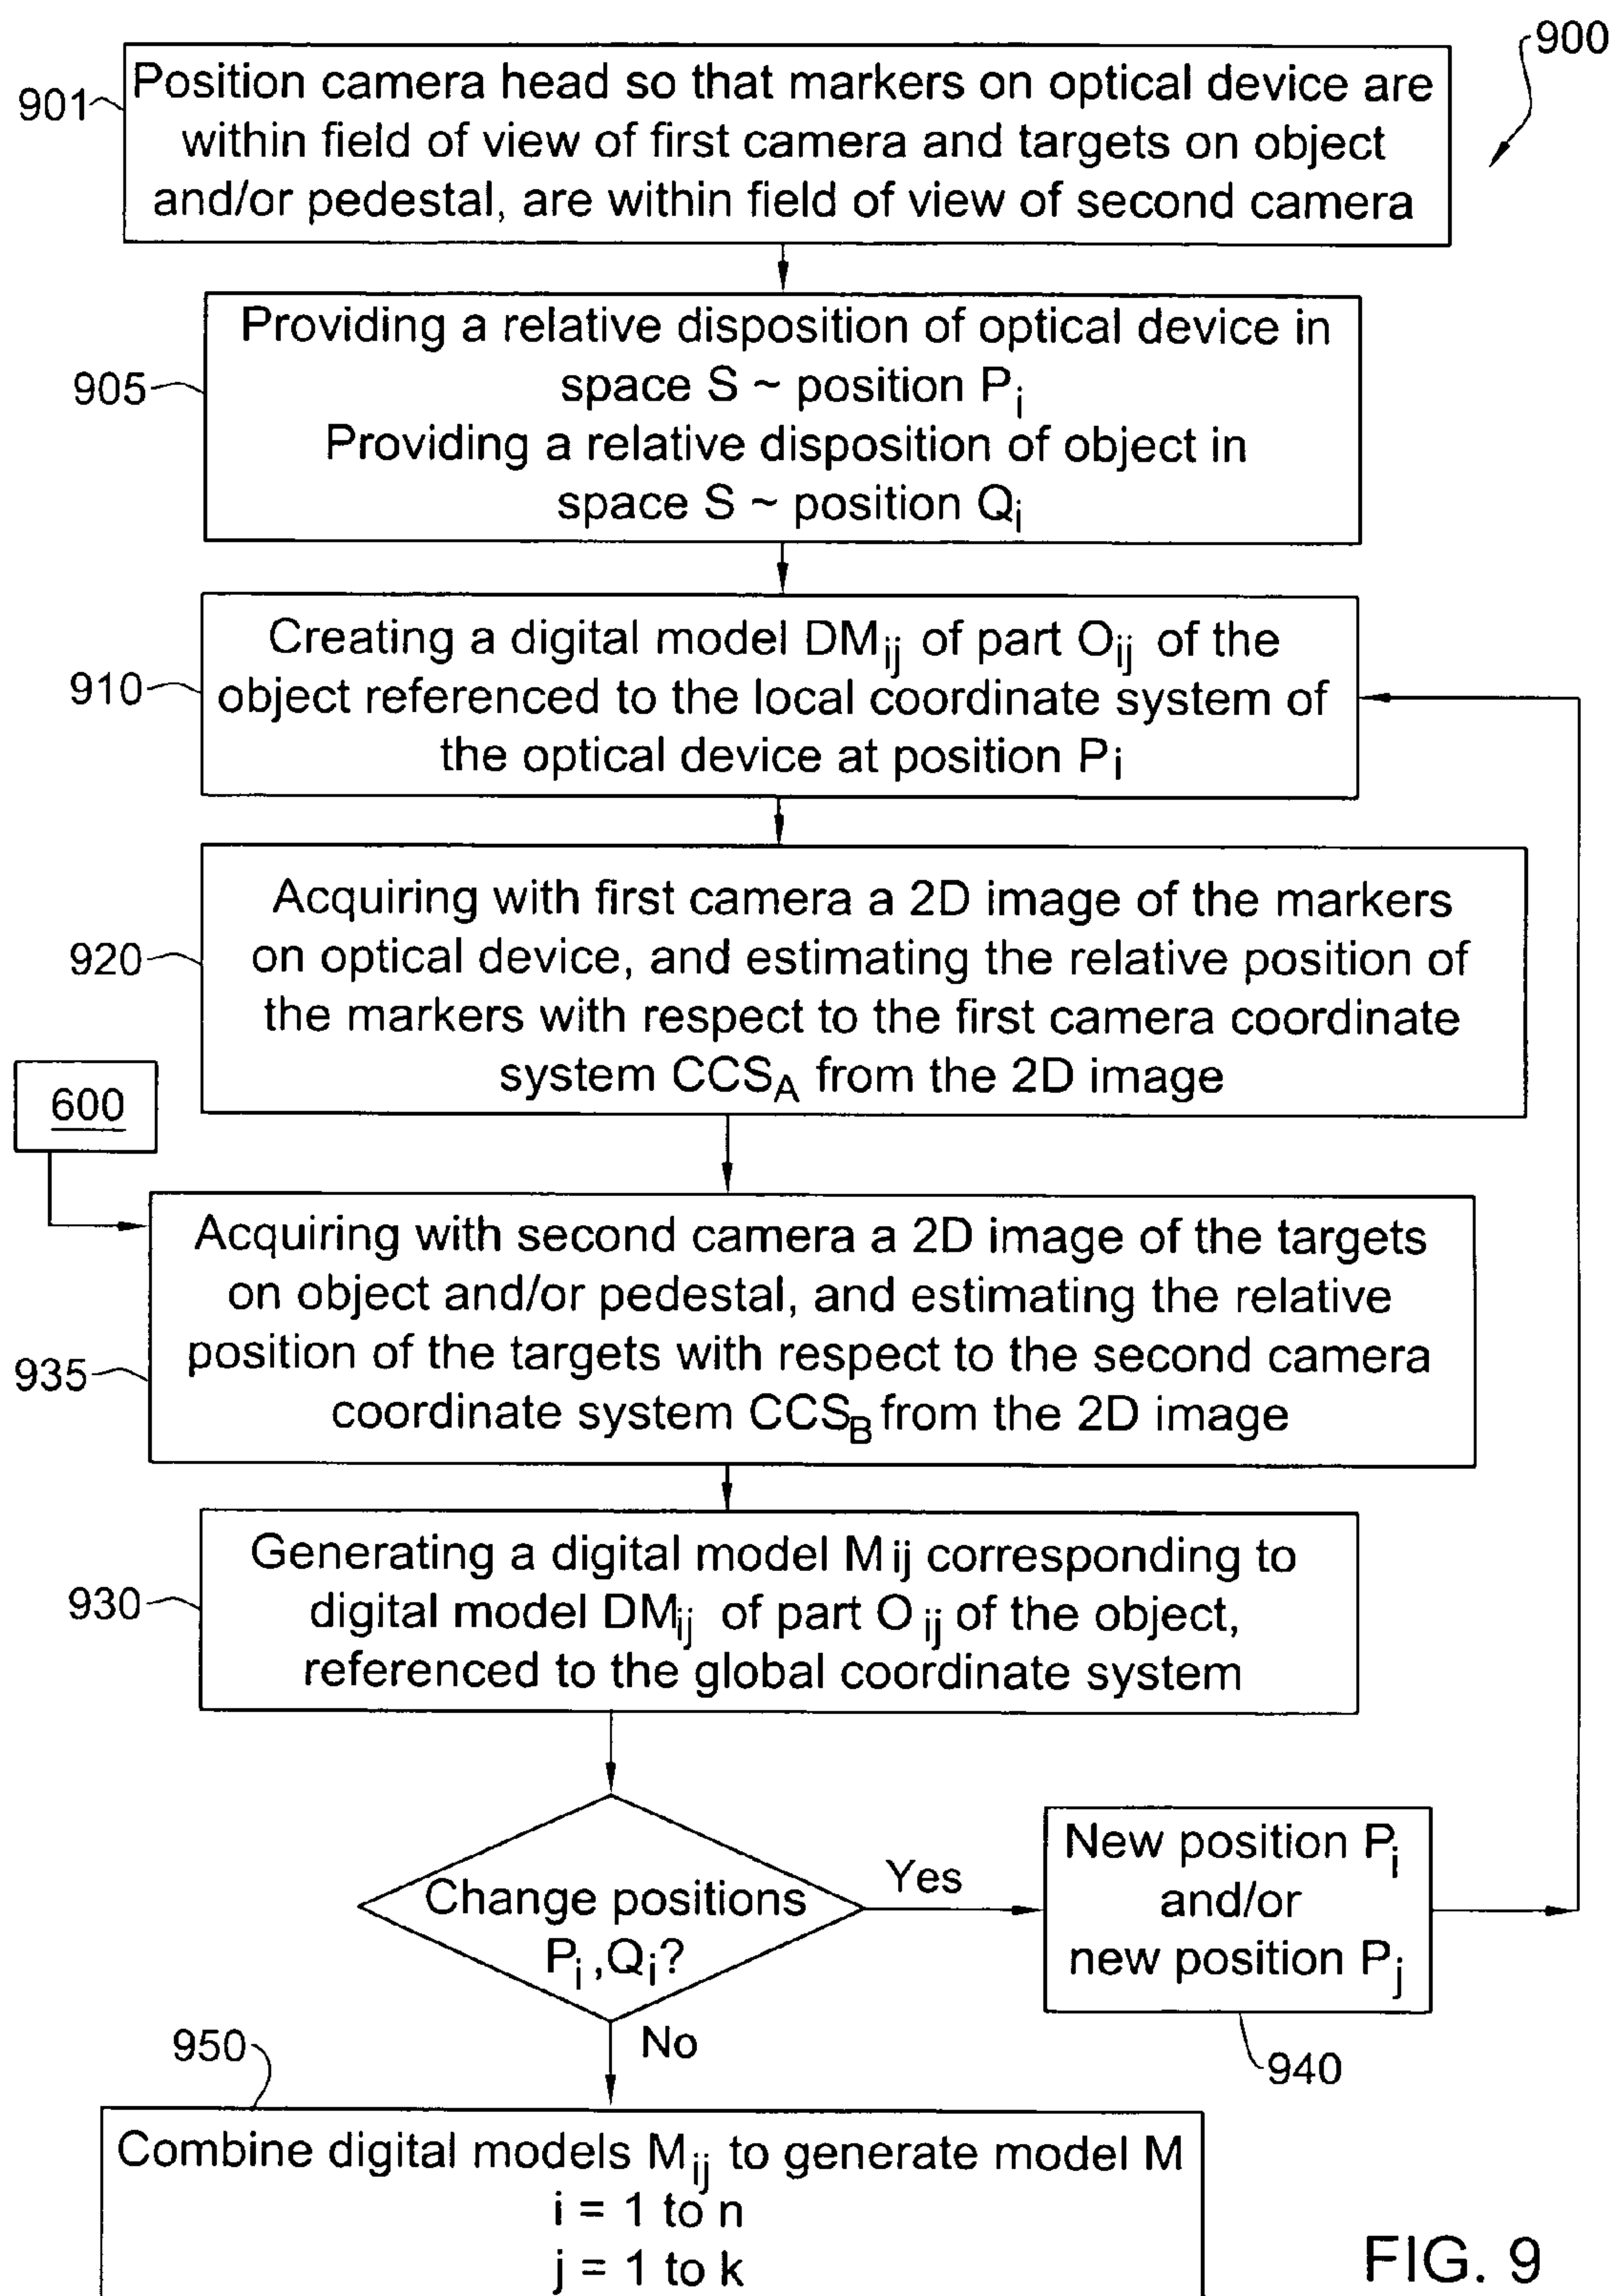 900
901
Position camera head so that markers on optical device are
within field of view of first camera and targets on object
and/or pedestal, are within field of view of second camera
905
Providing a relative disposition of optical device in
space S ~ position Pi
Providing a relative disposition of object in
space S ~ position Qi
910
Creating a digital model DMij of part Oij of the
object referenced to the local coordinate system of
the optical device at position Pi
920
Acquiring with first camera a 2D image of the markers
on optical device, and estimating the relative position of
the markers with respect to the first camera coordinate
system CCSA from the 2D image
600
935
Acquiring with second camera a 2D image of the targets
on object and/or pedestal, and estimating the relative
position of the targets with respect to the second camera
coordinate system CCSB from the 2D image
930
Generating a digital model Mij corresponding to
digital model DMij of part Oij of the object,
referenced to the global coordinate system
Change positions
Pi,Qi?
Yes
New position Pi
and/or
new position Pj
940
No
950
Combine digital models Mij to generate model M
i = 1 to n
j = 1 to k
FIG. 9